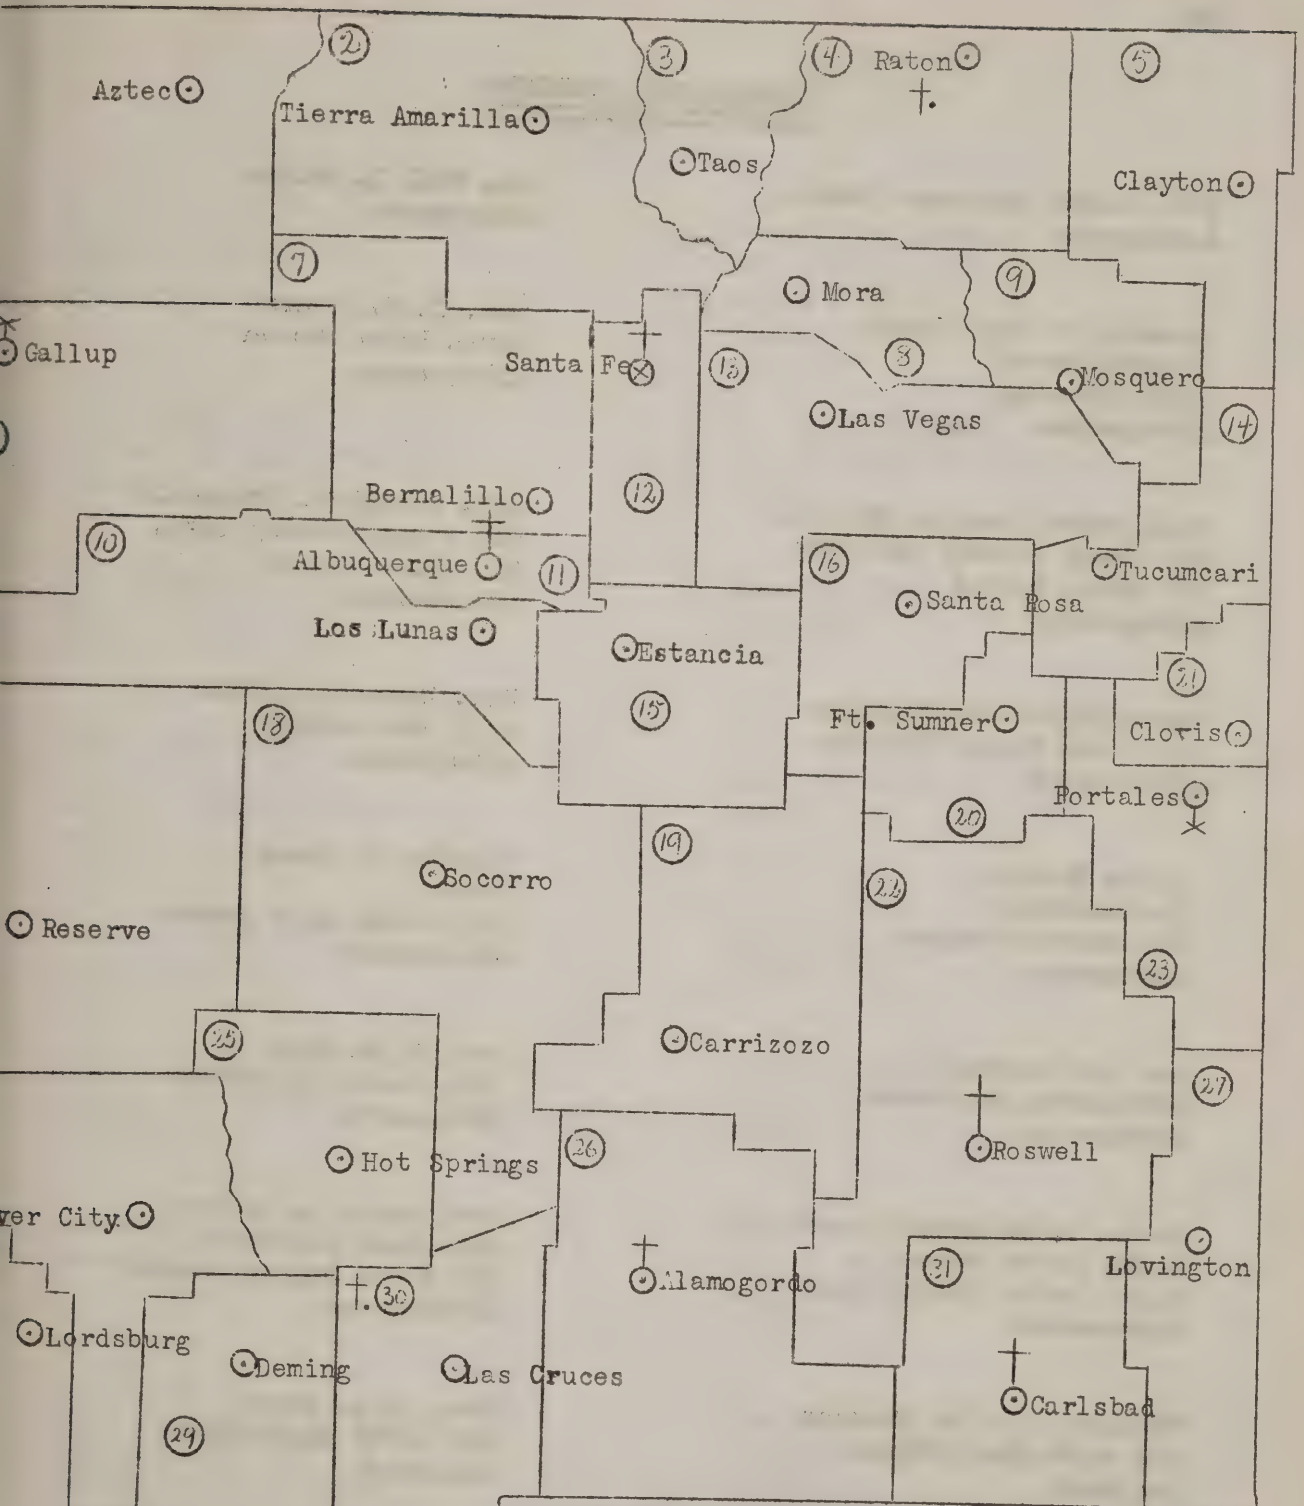 2
3
4
Raton
5
Aztec
Tierra Amarilla
Taos
Clayton
7
9
Mora
Gallup
Santa Fe
13
8
Mosquero
Las Vegas
14
Bernalillo
12
10
Albuquerque
11
16
Tucumcari
Santa Rosa
Los Lunas
Estancia
21
15
18
Ft. Sumner
Clovis
Portales
20
19
Socorro
22
Reserve
23
25
Carrizozo
27
26
Roswell
Hot Springs
ver City
Lovington
31
Alamogordo
30
Lordsburg
Deming
Las Cruces
Carlsbad
29